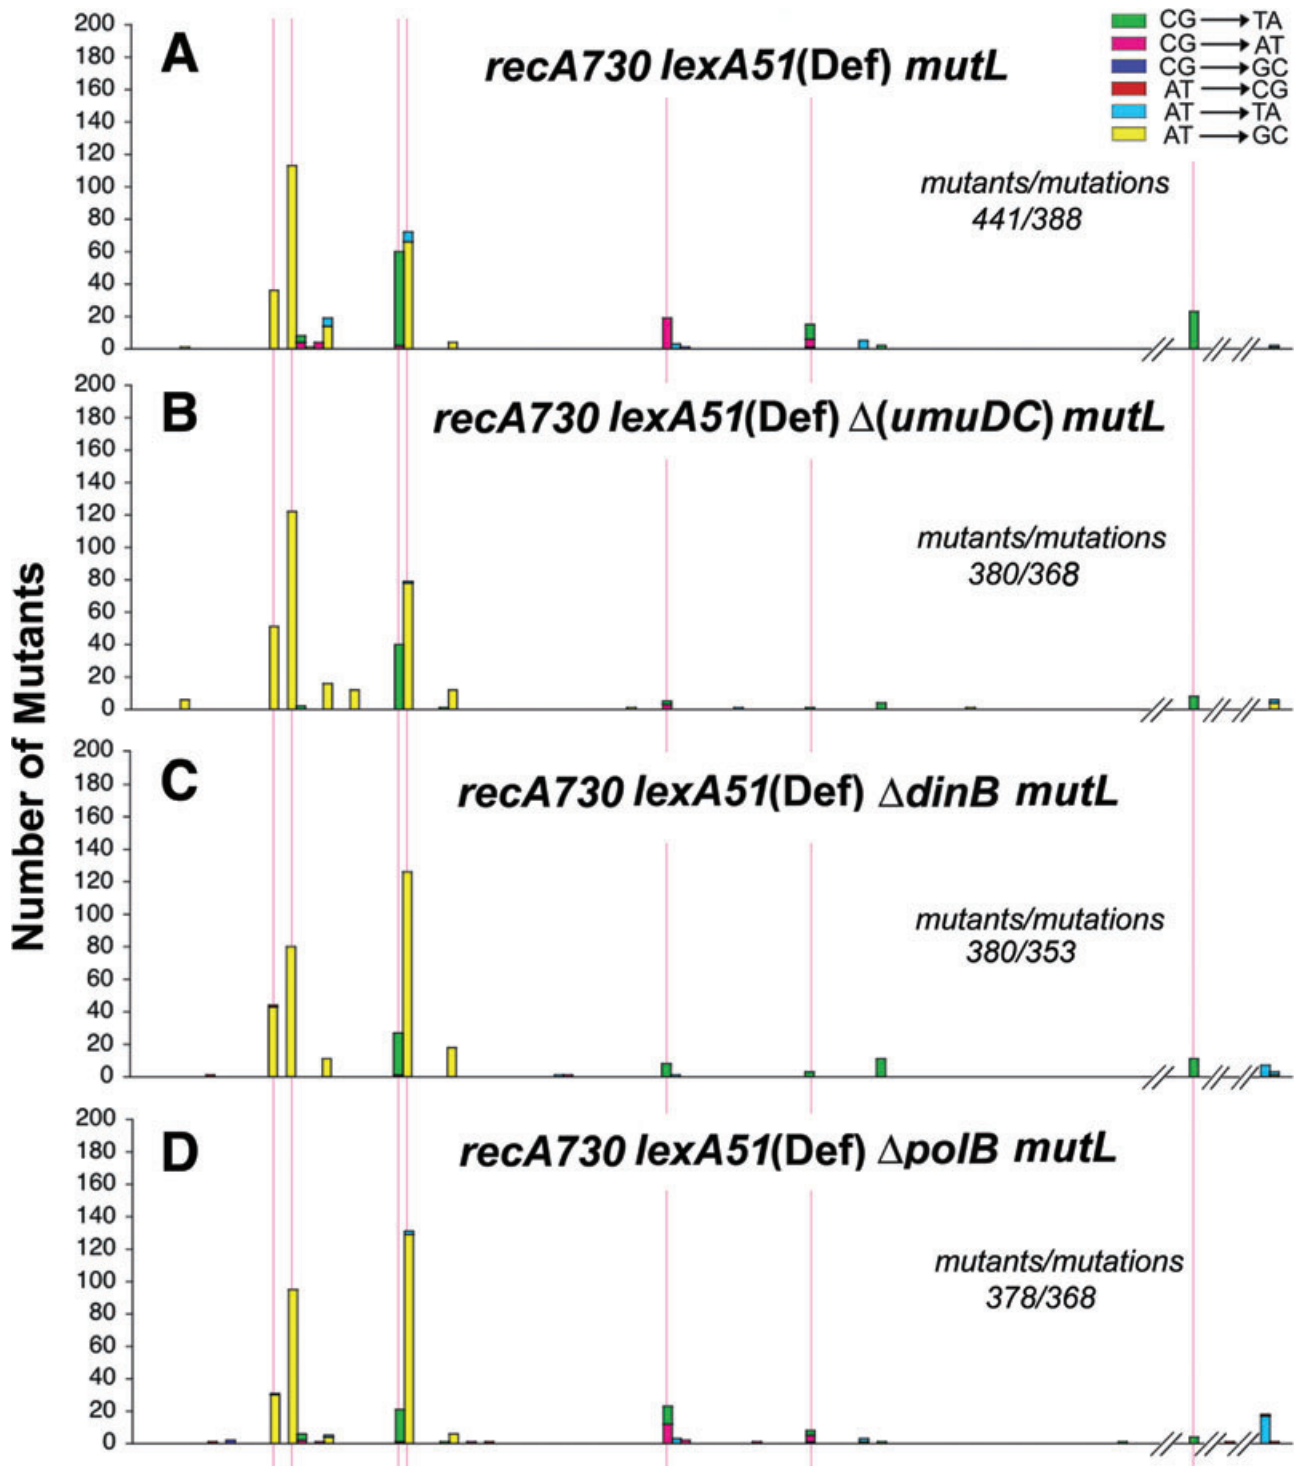 Number of Mutants
A
recA730 lexA51(Def) mutL
CG → TA
CG → AT
CG → GC
AT → CG
AT → TA
AT → GC
mutants/mutations
441/388
200
180
160
140
120
100
80
60
40
20
0
B
recA730 lexA51(Def) Δ(umuDC) mutL
mutants/mutations
380/368
200
180
160
140
120
100
80
60
40
20
0
C
recA730 lexA51(Def) ΔdinB mutL
mutants/mutations
380/353
200
180
160
140
120
100
80
60
40
20
0
D
recA730 lexA51(Def) ΔpolB mutL
mutants/mutations
378/368
200
180
160
140
120
100
80
60
40
20
0